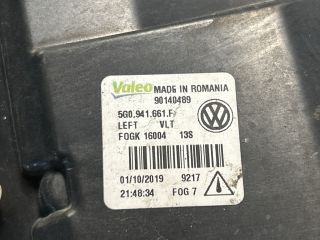 Valeo MADE IN ROMANIA
90140489
5G0.941.661.F
LEFT VLT
FOGK 16004 13S
01/10/2019 9217
21:48:34 FOG 7